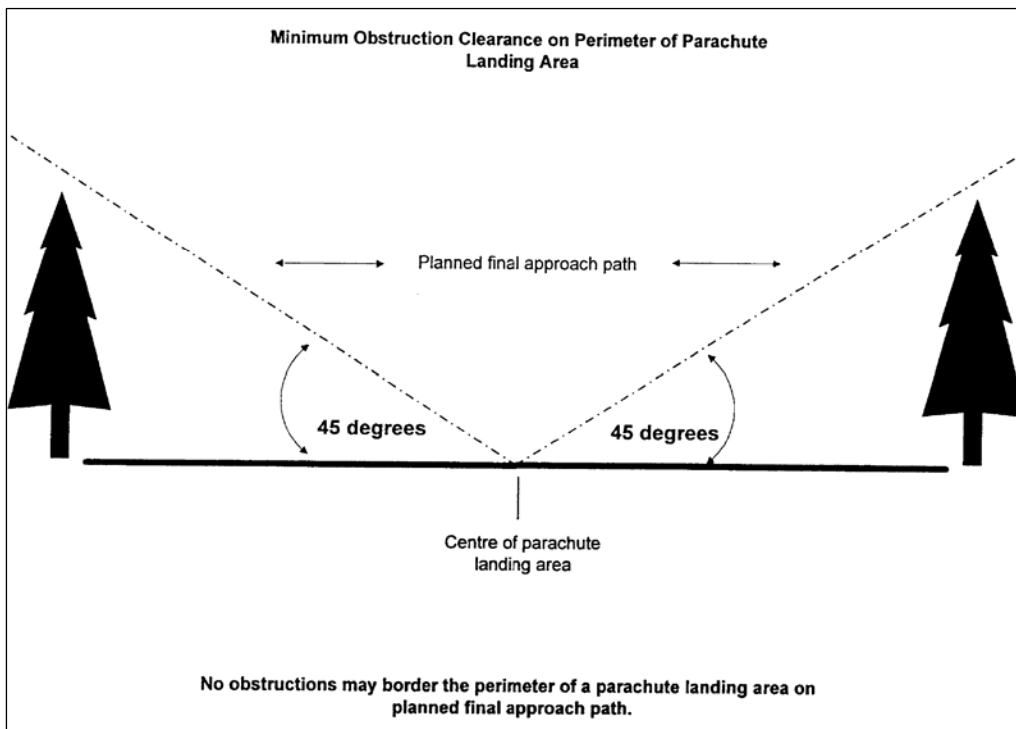 Minimum Obstruction Clearance on Perimeter of Parachute
Landing Area
Planned final approach path
45 degrees
45 degrees
Centre of parachute
landing area
No obstructions may border the perimeter of a parachute landing area on
planned final approach path.